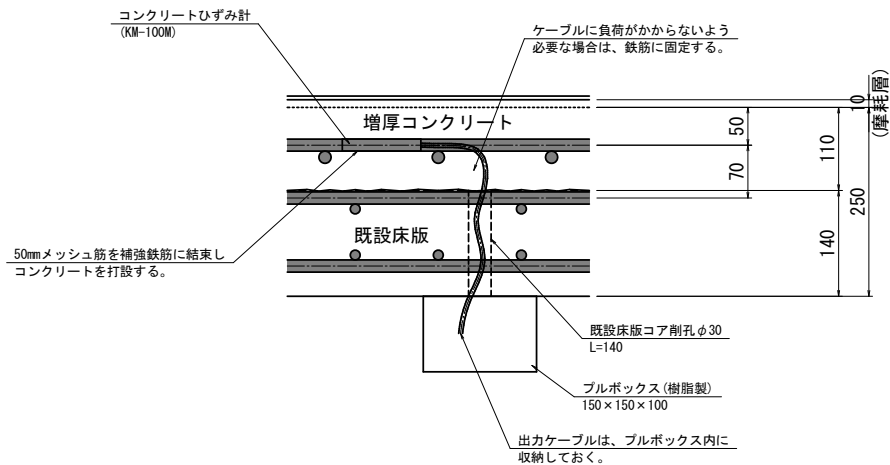 コンクリートひずみ計
(KM-100M)
ケーブルに負荷がかからないよう
必要な場合は、鉄筋に固定する。
増厚コンクリート
既設床版
50mmメッシュ筋を補強鉄筋に結束し
コンクリートを打設する。
50
70
110
140
10
(摩耗層)
250
既設床版コア削孔φ30
L=140
プルボックス(樹脂製)
150×150×100
出力ケーブルは、プルボックス内に
収納しておく。